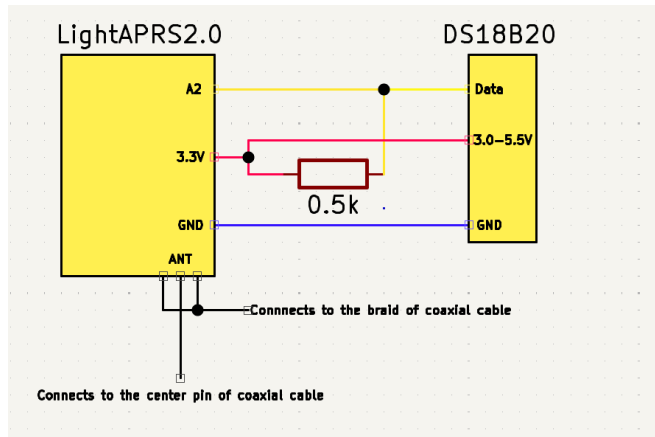 LightAPRS2.0
DS18B20
A2
Data
3.3V
3.0-5.5V
0.5k
GND
GND
ANT
Connnects to the braid of coaxial cable
Connects to the center pin of coaxial cable